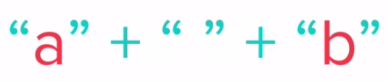 “a” + “ ” + “b”